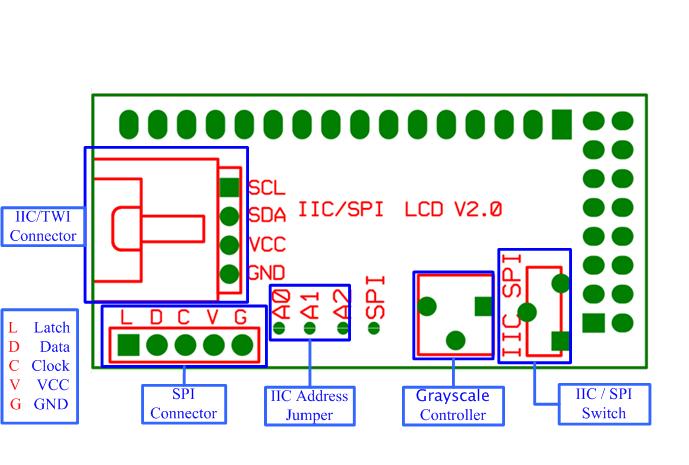 SCL
SDA
VCC
GND
IIC/SPI LCD V2.0
IIC/TWI
Connector
L D C V G
A0 A1 A2 SPI
IIC SPI
L Latch
D Data
C Clock
V VCC
G GND
SPI
Connector
IIC Address
Jumper
Grayscale
Controller
IIC / SPI
Switch